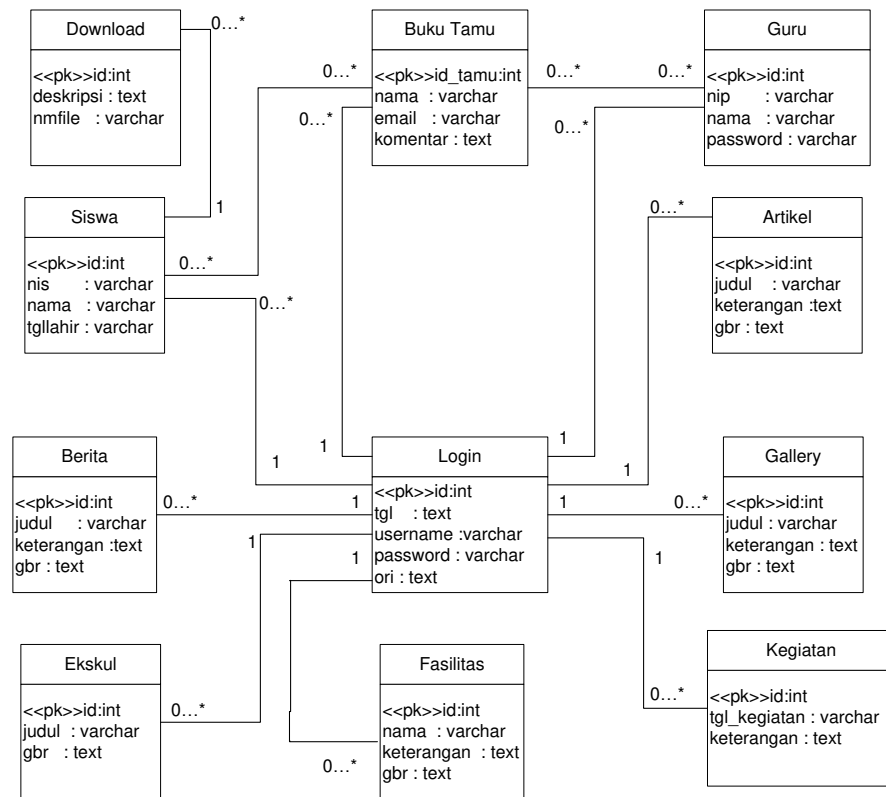 Download
<<pk>>id:int
deskripsi : text
nmfile : varchar
0...*
1
Buku Tamu
<<pk>>id_tamu:int
nama : varchar
email : varchar
komentar : text
0...*
0...*
0...*
0...*
Guru
<<pk>>id:int
nip : varchar
nama : varchar
password : varchar
0...*
Siswa
<<pk>>id:int
nis : varchar
nama : varchar
tgllahir : varchar
0...*
0...*
Artikel
<<pk>>id:int
judul : varchar
keterangan :text
gbr : text
0...*
Berita
<<pk>>id:int
judul : varchar
keterangan :text
gbr : text
0...*
Login
<<pk>>id:int
tgl : text
username :varchar
password : varchar
ori : text
1
1
1
1
1
1
1
1
1
Gallery
<<pk>>id:int
judul : varchar
keterangan : text
gbr : text
0...*
Ekskul
<<pk>>id:int
judul : varchar
gbr : text
0...*
Fasilitas
<<pk>>id:int
nama : varchar
keterangan : text
gbr : text
0...*
Kegiatan
<<pk>>id:int
tgl_kegiatan : varchar
keterangan : text
0...*